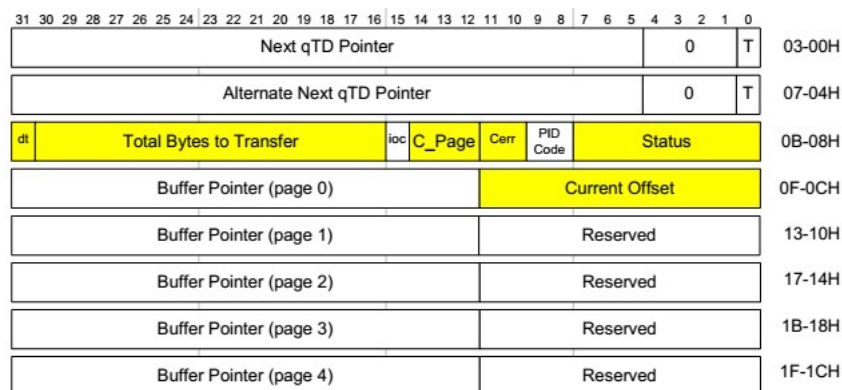 31 30 29 28 27 26 25 24 23 22 21 20 19 18 17 16 15 14 13 12 11 10 9 8 7 6 5 4 3 2 1 0
Next qTD Pointer 0 T 03-00H
Alternate Next qTD Pointer 0 T 07-04H
dt Total Bytes to Transfer ioc C_Page Cerr PID Code Status 0B-08H
Buffer Pointer (page 0) Current Offset 0F-0CH
Buffer Pointer (page 1) Reserved 13-10H
Buffer Pointer (page 2) Reserved 17-14H
Buffer Pointer (page 3) Reserved 1B-18H
Buffer Pointer (page 4) Reserved 1F-1CH